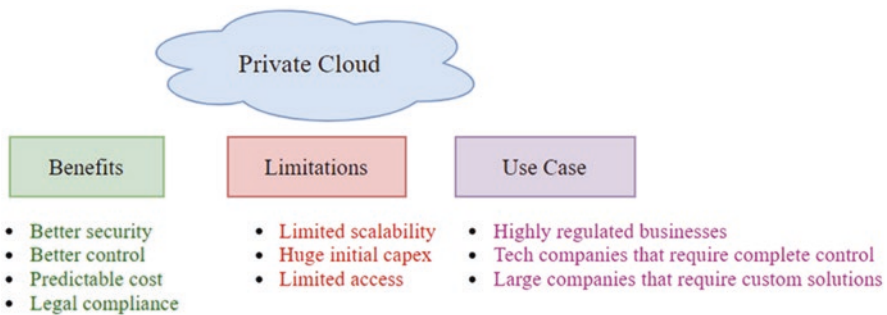 Private Cloud
Benefits
Limitations
Use Case
• Better security
• Better control
• Predictable cost
• Legal compliance
• Limited scalability
• Huge initial capex
• Limited access
• Highly regulated businesses
• Tech companies that require complete control
• Large companies that require custom solutions